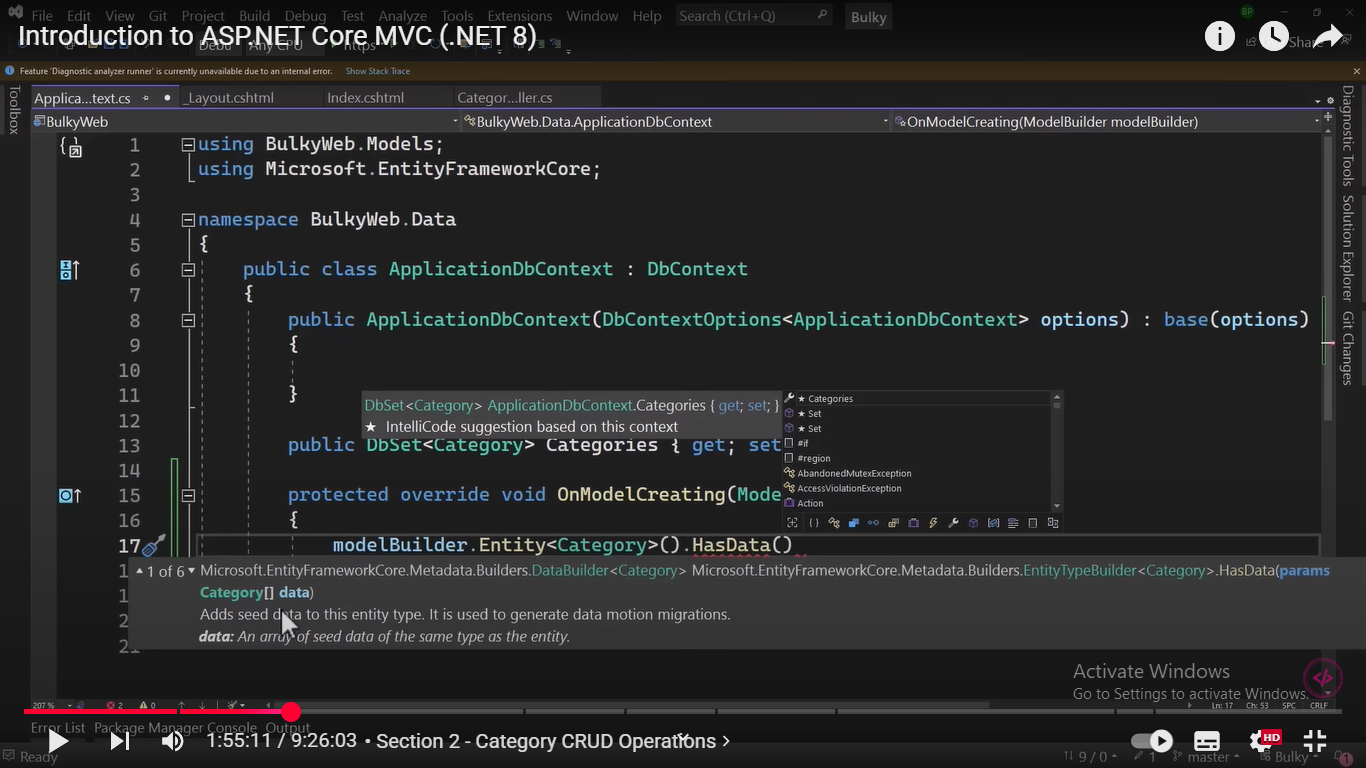 File Edit View Git Project Build Debug Test Analyze Tools Extensions Window Help Search (Ctrl+Q) Bulky
Introduction to ASP.NET Core MVC (.NET 8)
Debu Any CPU https Share
Feature 'Diagnostic analyzer runner' is currently unavailable due to an internal error. Show Stack Trace
Toolbox
Applica...text.cs _Layout.cshtml Index.cshtml Categor...ller.cs
BulkyWeb BulkyWeb.Data.ApplicationDbContext OnModelCreating(ModelBuilder modelBuilder)
Diagnostic Tools Solution Explorer Git Changes
1 using BulkyWeb.Models;
2 using Microsoft.EntityFrameworkCore;
3
4 namespace BulkyWeb.Data
5 {
6 public class ApplicationDbContext : DbContext
7 {
8 public ApplicationDbContext(DbContextOptions<ApplicationDbContext> options) : base(options)
9 {
10
11 }
12
DbSet<Category> ApplicationDbContext.Categories { get; set; }
★ IntelliCode suggestion based on this context
★ Categories
★ Set
★ Set
#if
#region
AbandonedMutexException
AccessViolationException
Action
13 public DbSet<Category> Categories { get; set
14
15 protected override void OnModelCreating(Mode
16 {
17 modelBuilder.Entity<Category>().HasData()
1 of 6 Microsoft.EntityFrameworkCore.Metadata.Builders.DataBuilder<Category> Microsoft.EntityFrameworkCore.Metadata.Builders.EntityTypeBuilder<Category>.HasData(params
Category[] data)
Adds seed data to this entity type. It is used to generate data motion migrations.
data: An array of seed data of the same type as the entity.
21
Activate Windows
Go to Settings to activate Windows.
207 % 2 0 Ln: 17 Ch: 53 SPC CRLF
Error List Package Manager Console Output
1:55:11 / 9:26:03 • Section 2 - Category CRUD Operations HD
Ready 9 / 0 1 master Bulky 1